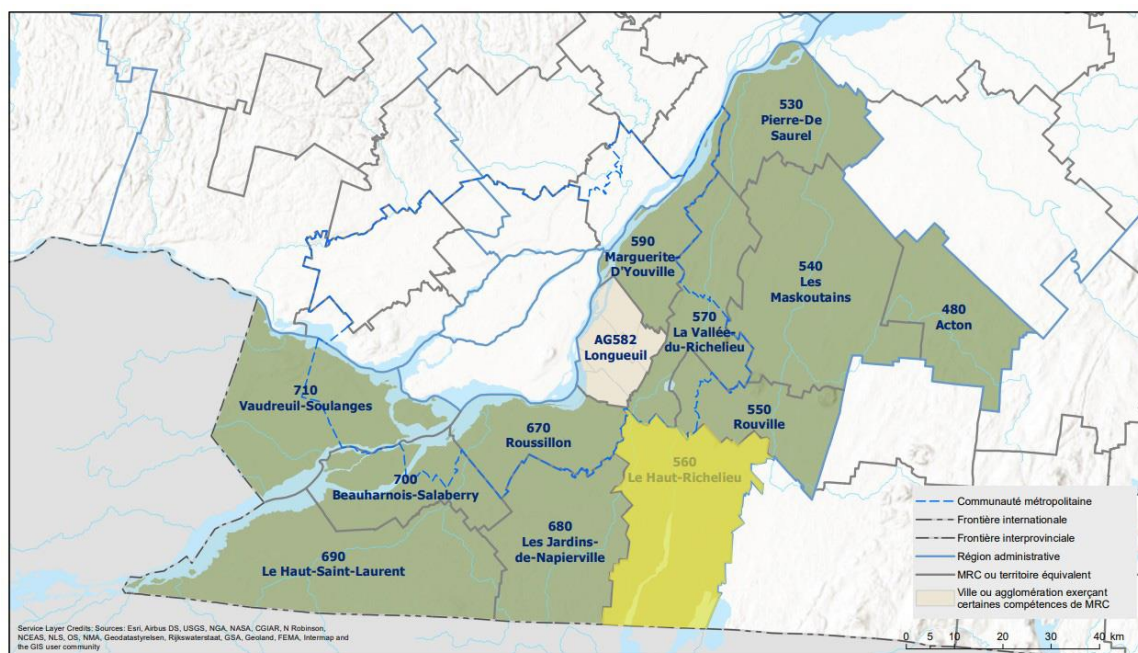 530
Pierre-De
Saurel
590
Marguerite-
D'Youville
540
Les
Maskoutains
570
La Vallée-
du-Richelieu
480
Acton
AG582
Longueuil
710
Vaudreuil-Soulanges
550
Rouville
670
Roussillon
560
Le Haut-Richelieu
700
Beauharnois-Salaberry
680
Les Jardins-
de-Napierville
690
Le Haut-Saint-Laurent
Communauté métropolitaine
Frontière internationale
Frontière interprovinciale
Région administrative
MRC ou territoire équivalent
Ville ou agglomération exerçant
certaines compétences de MRC
0 5 10 20 30 40 km
Service Layer Credits: Sources: Esri, Airbus DS, USGS, NGA, NASA, CGIAR, N Robinson,
NCEAS, NLS, OS, NMA, Geodatastyrelsen, Rijkswaterstaat, GSA, Geoland, FEMA, Intermap and
the GIS user community